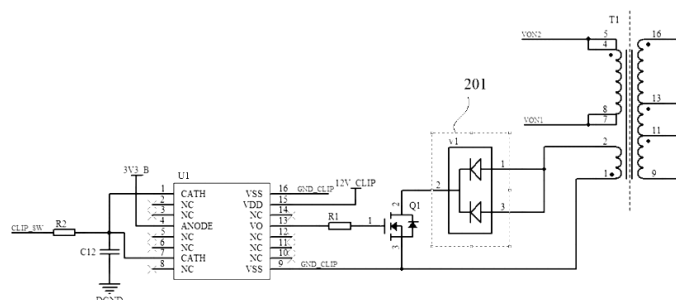 T1
VON2 5 16
4
201
8 13
VON1 7
11
V1 2
3V3_B U1 12V_CLIP 1
1 CATH VSS 16 GND_CLIP 2 1 9
2 NC VDD 15
3 NC NC 14 Q1
4 ANODE VO 13 R1 1 3
CLIP_SW R2 5 NC NC 12
6 NC NC 11
C12 7 CATH NC 10 3
8 NC VSS 9 GND_CLIP
DGND